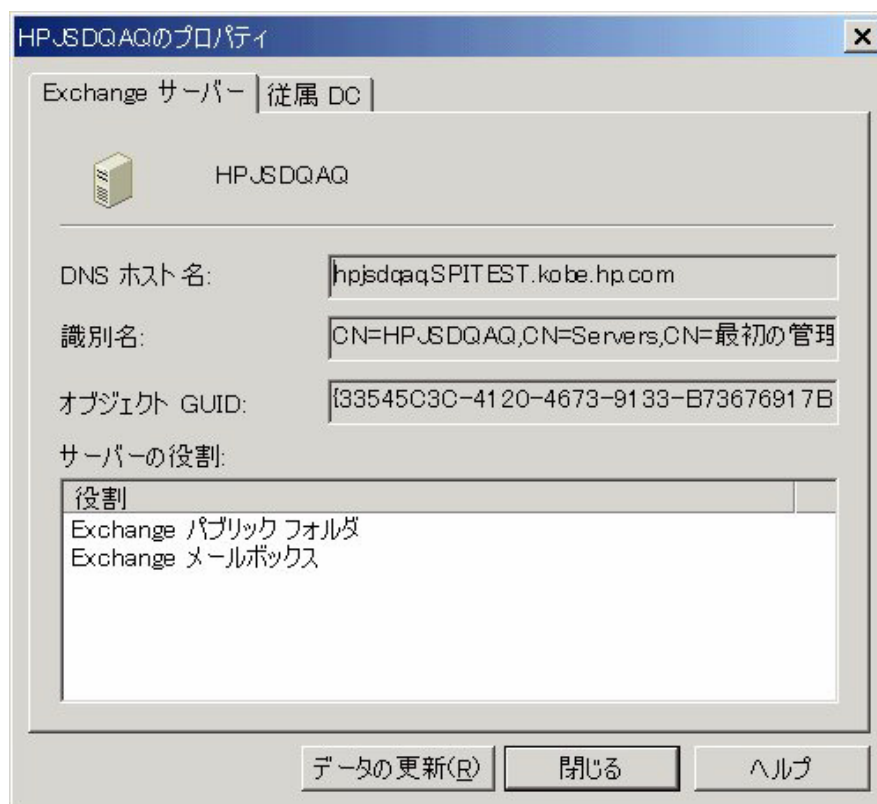 HPJSDQAQのプロパティ
Exchange サーバー
従属 DC
HPJSDQAQ
DNS ホスト名:
hpjsdqaq.SPITEST.kobe.hp.com
識別名:
CN=HPJSDQAQ,CN=Servers,CN=最初の管理
オブジェクト GUID:
{33545C3C-4120-4673-9133-B73676917B
サーバーの役割:
役割
Exchange パブリック フォルダ
Exchange メールボックス
データの更新(R)
閉じる
ヘルプ